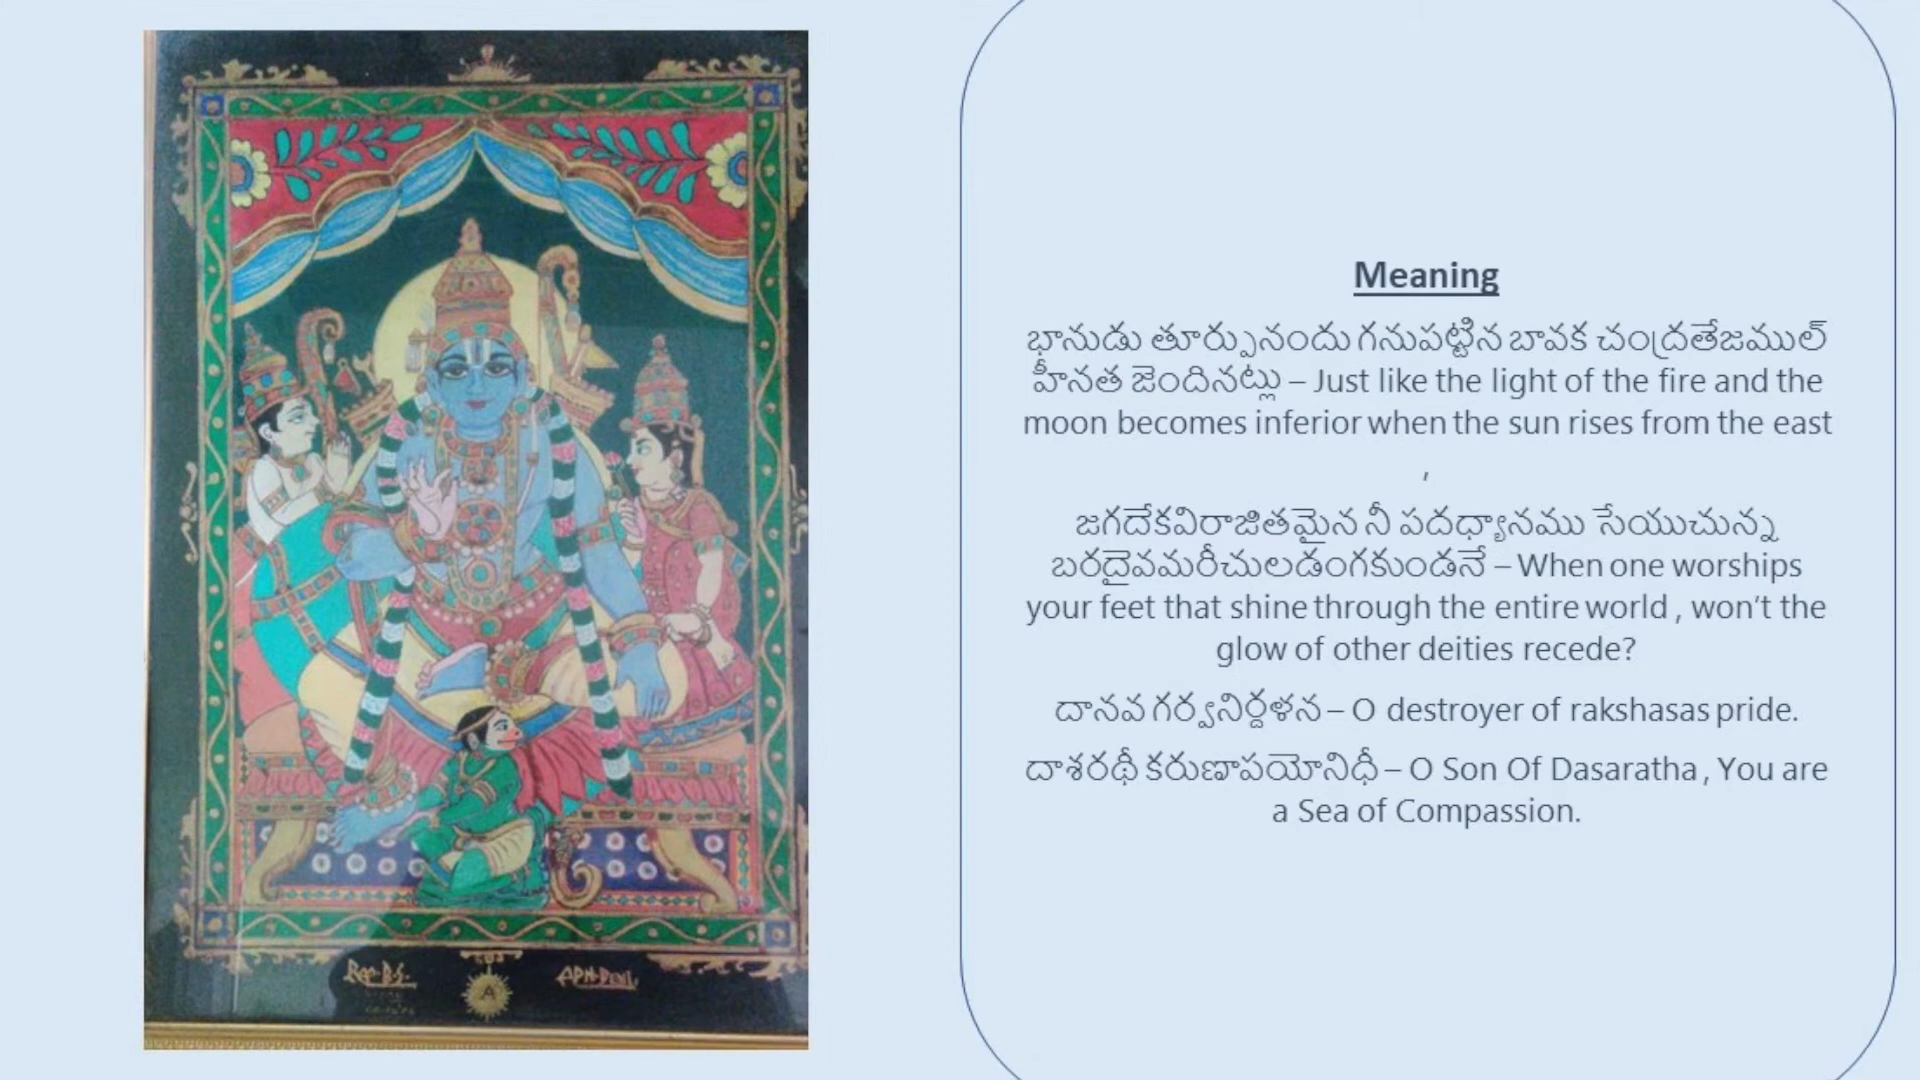 Meaning
భానుడు తూర్పునందు గనుపట్టిన బావక చంద్రతేజముల్
హీనత జెందినట్లు – Just like the light of the fire and the
moon becomes inferior when the sun rises from the east
,
జగదేకవిరాజితమైన నీ పదధ్యానము సేయుచున్న
బరదైవమరీచులడంగకుండనే – When one worships
your feet that shine through the entire world , won’t the
glow of other deities recede?
దానవ గర్వనిర్దళన – O destroyer of rakshasas pride.
దాశరథీ కరుణాపయోనిధీ – O Son Of Dasaratha , You are
a Sea of Compassion.
A